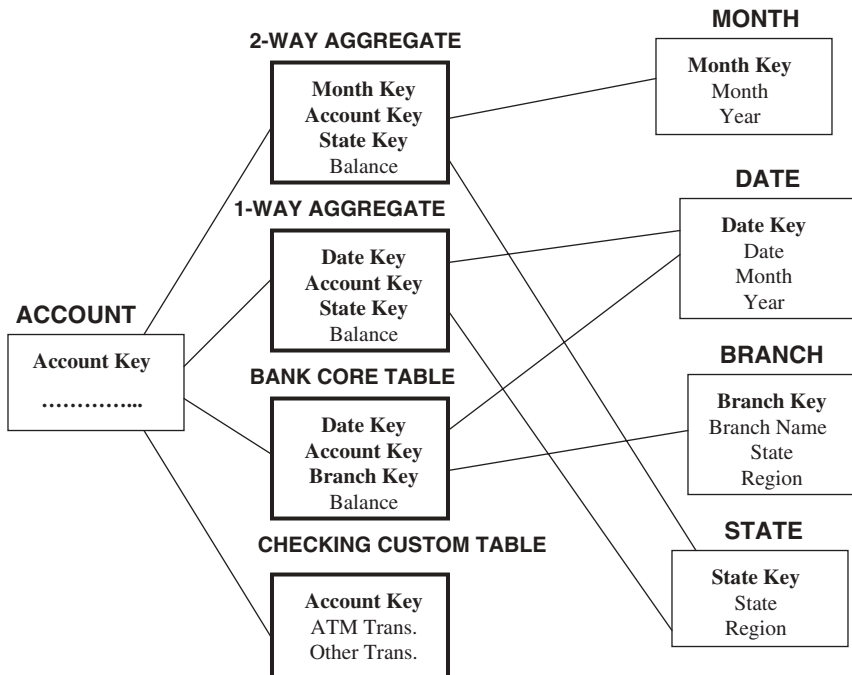 MONTH
Month Key
Month
Year
2-WAY AGGREGATE
Month Key
Account Key
State Key
Balance
DATE
Date Key
Date
Month
Year
1-WAY AGGREGATE
Date Key
Account Key
State Key
Balance
ACCOUNT
Account Key
…………...
BRANCH
Branch Key
Branch Name
State
Region
BANK CORE TABLE
Date Key
Account Key
Branch Key
Balance
STATE
State Key
State
Region
CHECKING CUSTOM TABLE
Account Key
ATM Trans.
Other Trans.